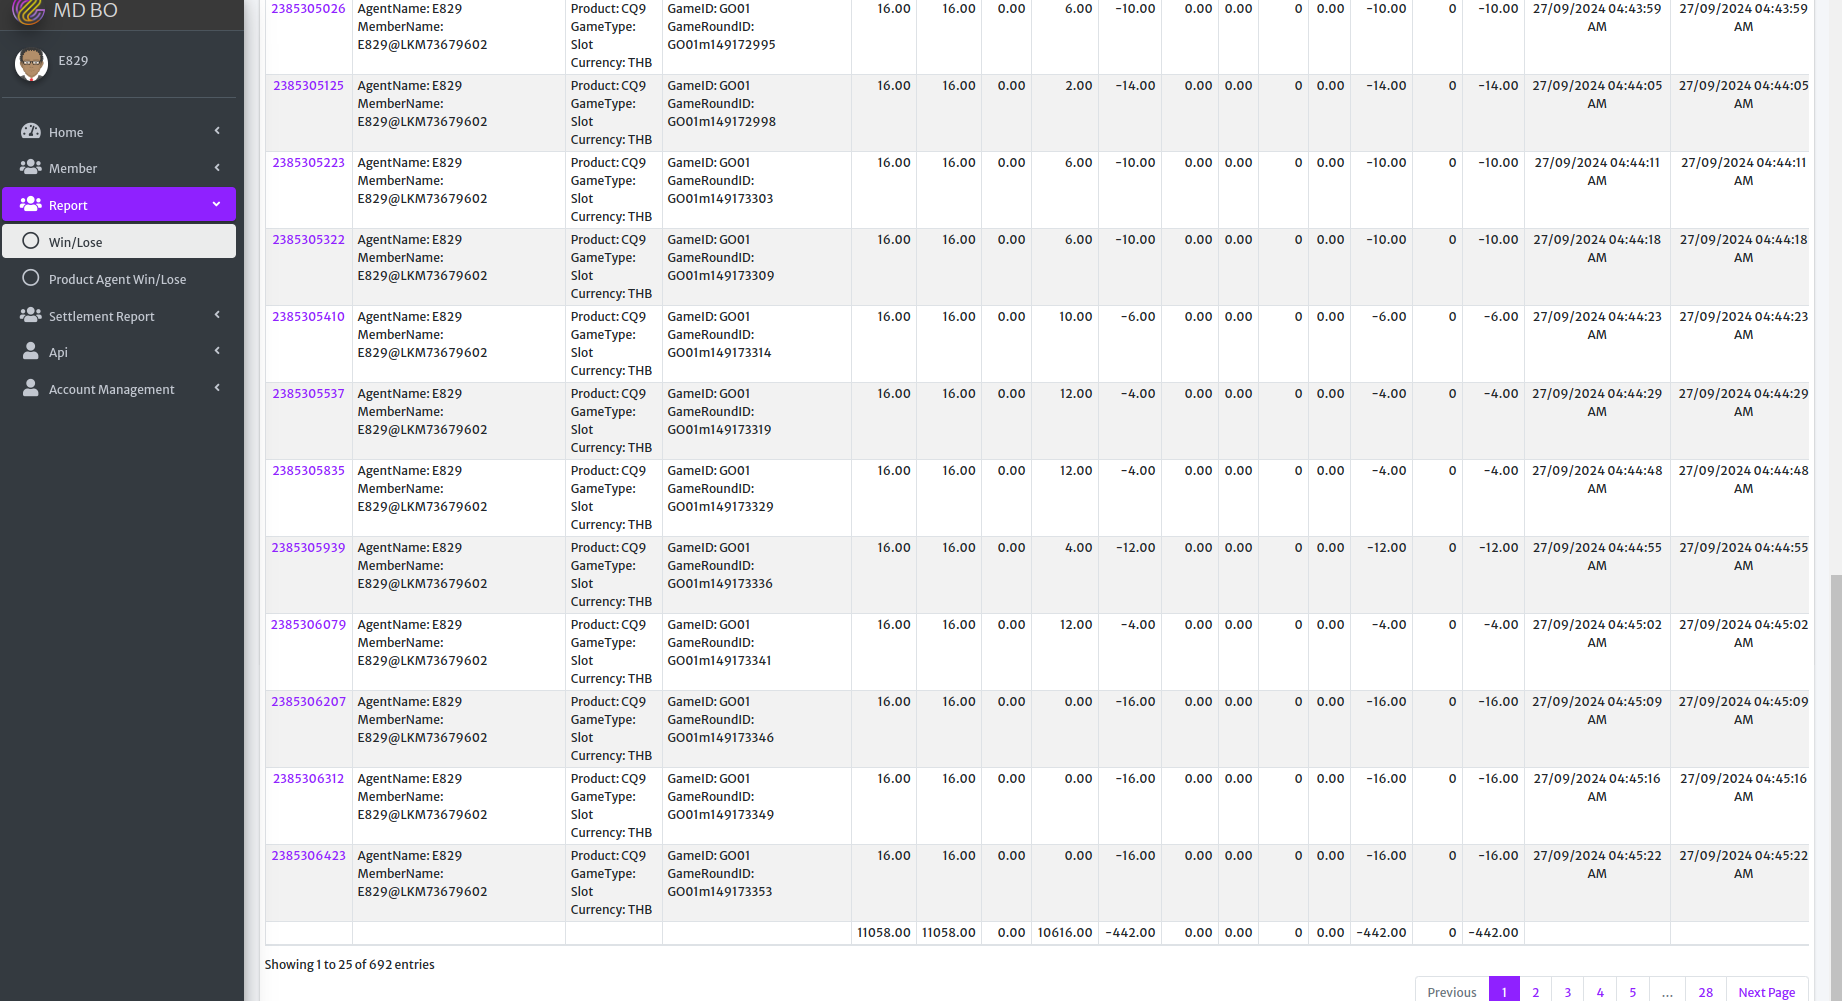 MD BO
E829
Home
Member
Report
Win/Lose
Product Agent Win/Lose
Settlement Report
Api
Account Management
2385305026 AgentName: E829 Product: CQ9 GameID: GO01 16.00 16.00 0.00 6.00 -10.00 0.00 0.00 0 0.00 -10.00 0 -10.00 27/09/2024 04:43:59 27/09/2024 04:43:59
MemberName: GameType: GameRoundID: AM AM
E829@LKM73679602 Slot GO01m149172995
Currency: THB
2385305125 AgentName: E829 Product: CQ9 GameID: GO01 16.00 16.00 0.00 2.00 -14.00 0.00 0.00 0 0.00 -14.00 0 -14.00 27/09/2024 04:44:05 27/09/2024 04:44:05
MemberName: GameType: GameRoundID: AM AM
E829@LKM73679602 Slot GO01m149172998
Currency: THB
2385305223 AgentName: E829 Product: CQ9 GameID: GO01 16.00 16.00 0.00 6.00 -10.00 0.00 0.00 0 0.00 -10.00 0 -10.00 27/09/2024 04:44:11 27/09/2024 04:44:11
MemberName: GameType: GameRoundID: AM AM
E829@LKM73679602 Slot GO01m149173303
Currency: THB
2385305322 AgentName: E829 Product: CQ9 GameID: GO01 16.00 16.00 0.00 6.00 -10.00 0.00 0.00 0 0.00 -10.00 0 -10.00 27/09/2024 04:44:18 27/09/2024 04:44:18
MemberName: GameType: GameRoundID: AM AM
E829@LKM73679602 Slot GO01m149173309
Currency: THB
2385305410 AgentName: E829 Product: CQ9 GameID: GO01 16.00 16.00 0.00 10.00 -6.00 0.00 0.00 0 0.00 -6.00 0 -6.00 27/09/2024 04:44:23 27/09/2024 04:44:23
MemberName: GameType: GameRoundID: AM AM
E829@LKM73679602 Slot GO01m149173314
Currency: THB
2385305537 AgentName: E829 Product: CQ9 GameID: GO01 16.00 16.00 0.00 12.00 -4.00 0.00 0.00 0 0.00 -4.00 0 -4.00 27/09/2024 04:44:29 27/09/2024 04:44:29
MemberName: GameType: GameRoundID: AM AM
E829@LKM73679602 Slot GO01m149173319
Currency: THB
2385305835 AgentName: E829 Product: CQ9 GameID: GO01 16.00 16.00 0.00 12.00 -4.00 0.00 0.00 0 0.00 -4.00 0 -4.00 27/09/2024 04:44:48 27/09/2024 04:44:48
MemberName: GameType: GameRoundID: AM AM
E829@LKM73679602 Slot GO01m149173329
Currency: THB
2385305939 AgentName: E829 Product: CQ9 GameID: GO01 16.00 16.00 0.00 4.00 -12.00 0.00 0.00 0 0.00 -12.00 0 -12.00 27/09/2024 04:44:55 27/09/2024 04:44:55
MemberName: GameType: GameRoundID: AM AM
E829@LKM73679602 Slot GO01m149173336
Currency: THB
2385306079 AgentName: E829 Product: CQ9 GameID: GO01 16.00 16.00 0.00 12.00 -4.00 0.00 0.00 0 0.00 -4.00 0 -4.00 27/09/2024 04:45:02 27/09/2024 04:45:02
MemberName: GameType: GameRoundID: AM AM
E829@LKM73679602 Slot GO01m149173341
Currency: THB
2385306207 AgentName: E829 Product: CQ9 GameID: GO01 16.00 16.00 0.00 0.00 -16.00 0.00 0.00 0 0.00 -16.00 0 -16.00 27/09/2024 04:45:09 27/09/2024 04:45:09
MemberName: GameType: GameRoundID: AM AM
E829@LKM73679602 Slot GO01m149173346
Currency: THB
2385306312 AgentName: E829 Product: CQ9 GameID: GO01 16.00 16.00 0.00 0.00 -16.00 0.00 0.00 0 0.00 -16.00 0 -16.00 27/09/2024 04:45:16 27/09/2024 04:45:16
MemberName: GameType: GameRoundID: AM AM
E829@LKM73679602 Slot GO01m149173349
Currency: THB
2385306423 AgentName: E829 Product: CQ9 GameID: GO01 16.00 16.00 0.00 0.00 -16.00 0.00 0.00 0 0.00 -16.00 0 -16.00 27/09/2024 04:45:22 27/09/2024 04:45:22
MemberName: GameType: GameRoundID: AM AM
E829@LKM73679602 Slot GO01m149173353
Currency: THB
11058.00 11058.00 0.00 10616.00 -442.00 0.00 0.00 0 0.00 -442.00 0 -442.00
Showing 1 to 25 of 692 entries
Previous 1 2 3 4 5 ... 28 Next Page